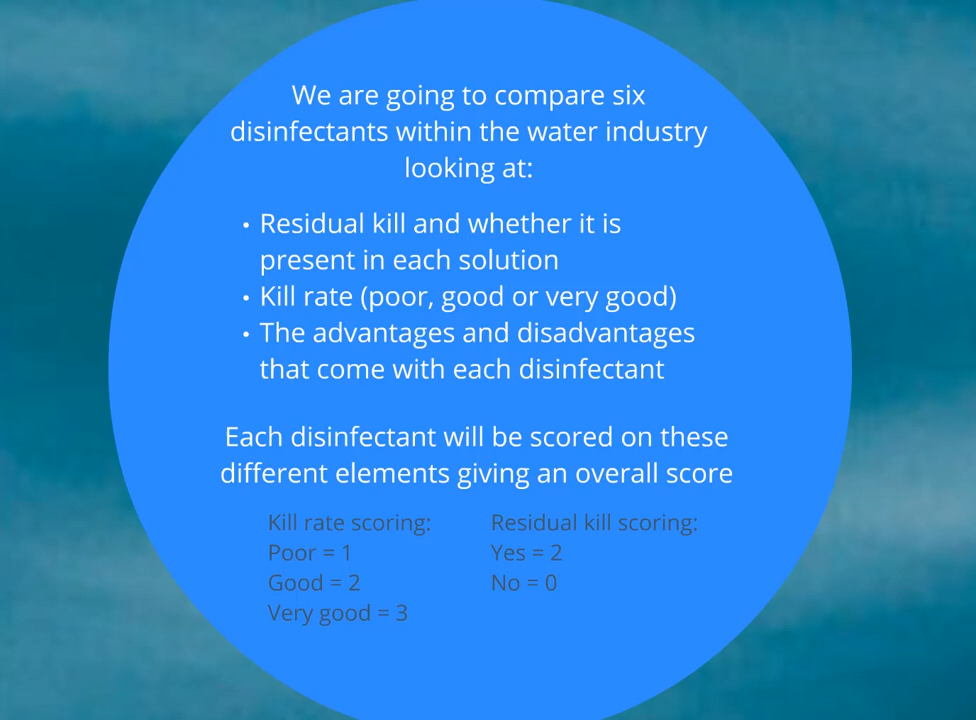 We are going to compare six
disinfectants within the water industry
looking at:
• Residual kill and whether it is
present in each solution
• Kill rate (poor, good or very good)
• The advantages and disadvantages
that come with each disinfectant
Each disinfectant will be scored on these
different elements giving an overall score
Kill rate scoring:
Poor = 1
Good = 2
Very good = 3
Residual kill scoring:
Yes = 2
No = 0